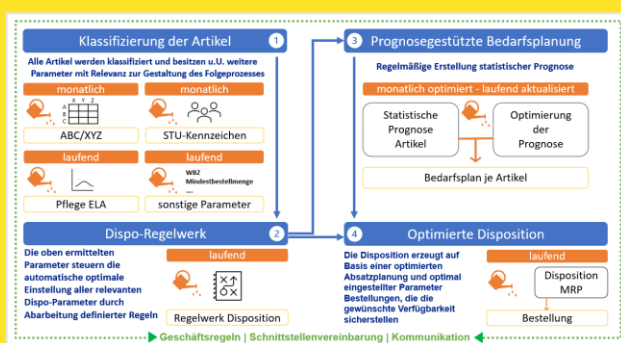 Klassifizierung der Artikel
1
Alle Artikel werden klassifiziert und besitzen u.U. weitere
Parameter mit Relevanz zur Gestaltung des Folgeprozesses
monatlich
X Y Z
A
B
C
ABC/XYZ
monatlich
STU-Kennzeichen
laufend
Pflege ELA
laufend
WBZ
Mindestbestellmenge
...
sonstige Parameter
Dispo-Regelwerk
2
Die oben ermittelten
Parameter steuern die
automatische optimale
Einstellung aller relevanten
Dispo-Parameter durch
Abarbeitung definierter Regeln
laufend
Regelwerk Disposition
3
Prognosegestützte Bedarfsplanung
Regelmäßige Erstellung statistischer Prognose
monatlich optimiert - laufend aktualisiert
Statistische
Prognose
Artikel
Optimierung
der
Prognose
Bedarfsplan je Artikel
4
Optimierte Disposition
Die Disposition erzeugt auf
Basis einer optimierten
Absatzplanung und optimal
eingestellter Parameter
Bestellungen, die die
gewünschte Verfügbarkeit
sicherstellen
laufend
Disposition
MRP
Bestellung
Geschäftsregeln | Schnittstellenvereinbarung | Kommunikation